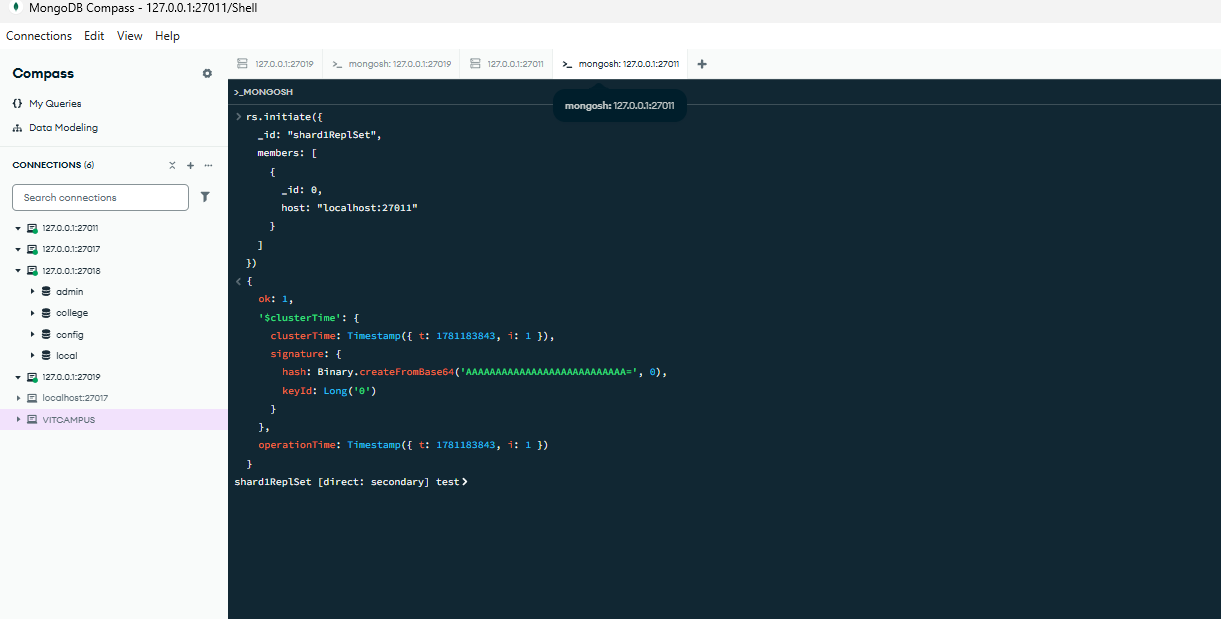 MongoDB Compass - 127.0.0.1:27011/Shell
Connections Edit View Help
Compass
My Queries
Data Modeling
CONNECTIONS (6)
Search connections
127.0.0.1:27011
127.0.0.1:27017
127.0.0.1:27018
admin
college
config
local
127.0.0.1:27019
localhost:27017
VITCAMPUS
127.0.0.1:27019 >_ mongosh: 127.0.0.1:27019 127.0.0.1:27011 >_ mongosh: 127.0.0.1:27011 +
>_MONGOSH
mongosh: 127.0.0.1:27011
> rs.initiate({
_id: "shard1ReplSet",
members: [
{
_id: 0,
host: "localhost:27011"
}
]
})
< {
ok: 1,
'$clusterTime': {
clusterTime: Timestamp({ t: 1781183843, i: 1 }),
signature: {
hash: Binary.createFromBase64('AAAAAAAAAAAAAAAAAAAAAAAAAAA=', 0),
keyId: Long('0')
}
},
operationTime: Timestamp({ t: 1781183843, i: 1 })
}
shard1ReplSet [direct: secondary] test>